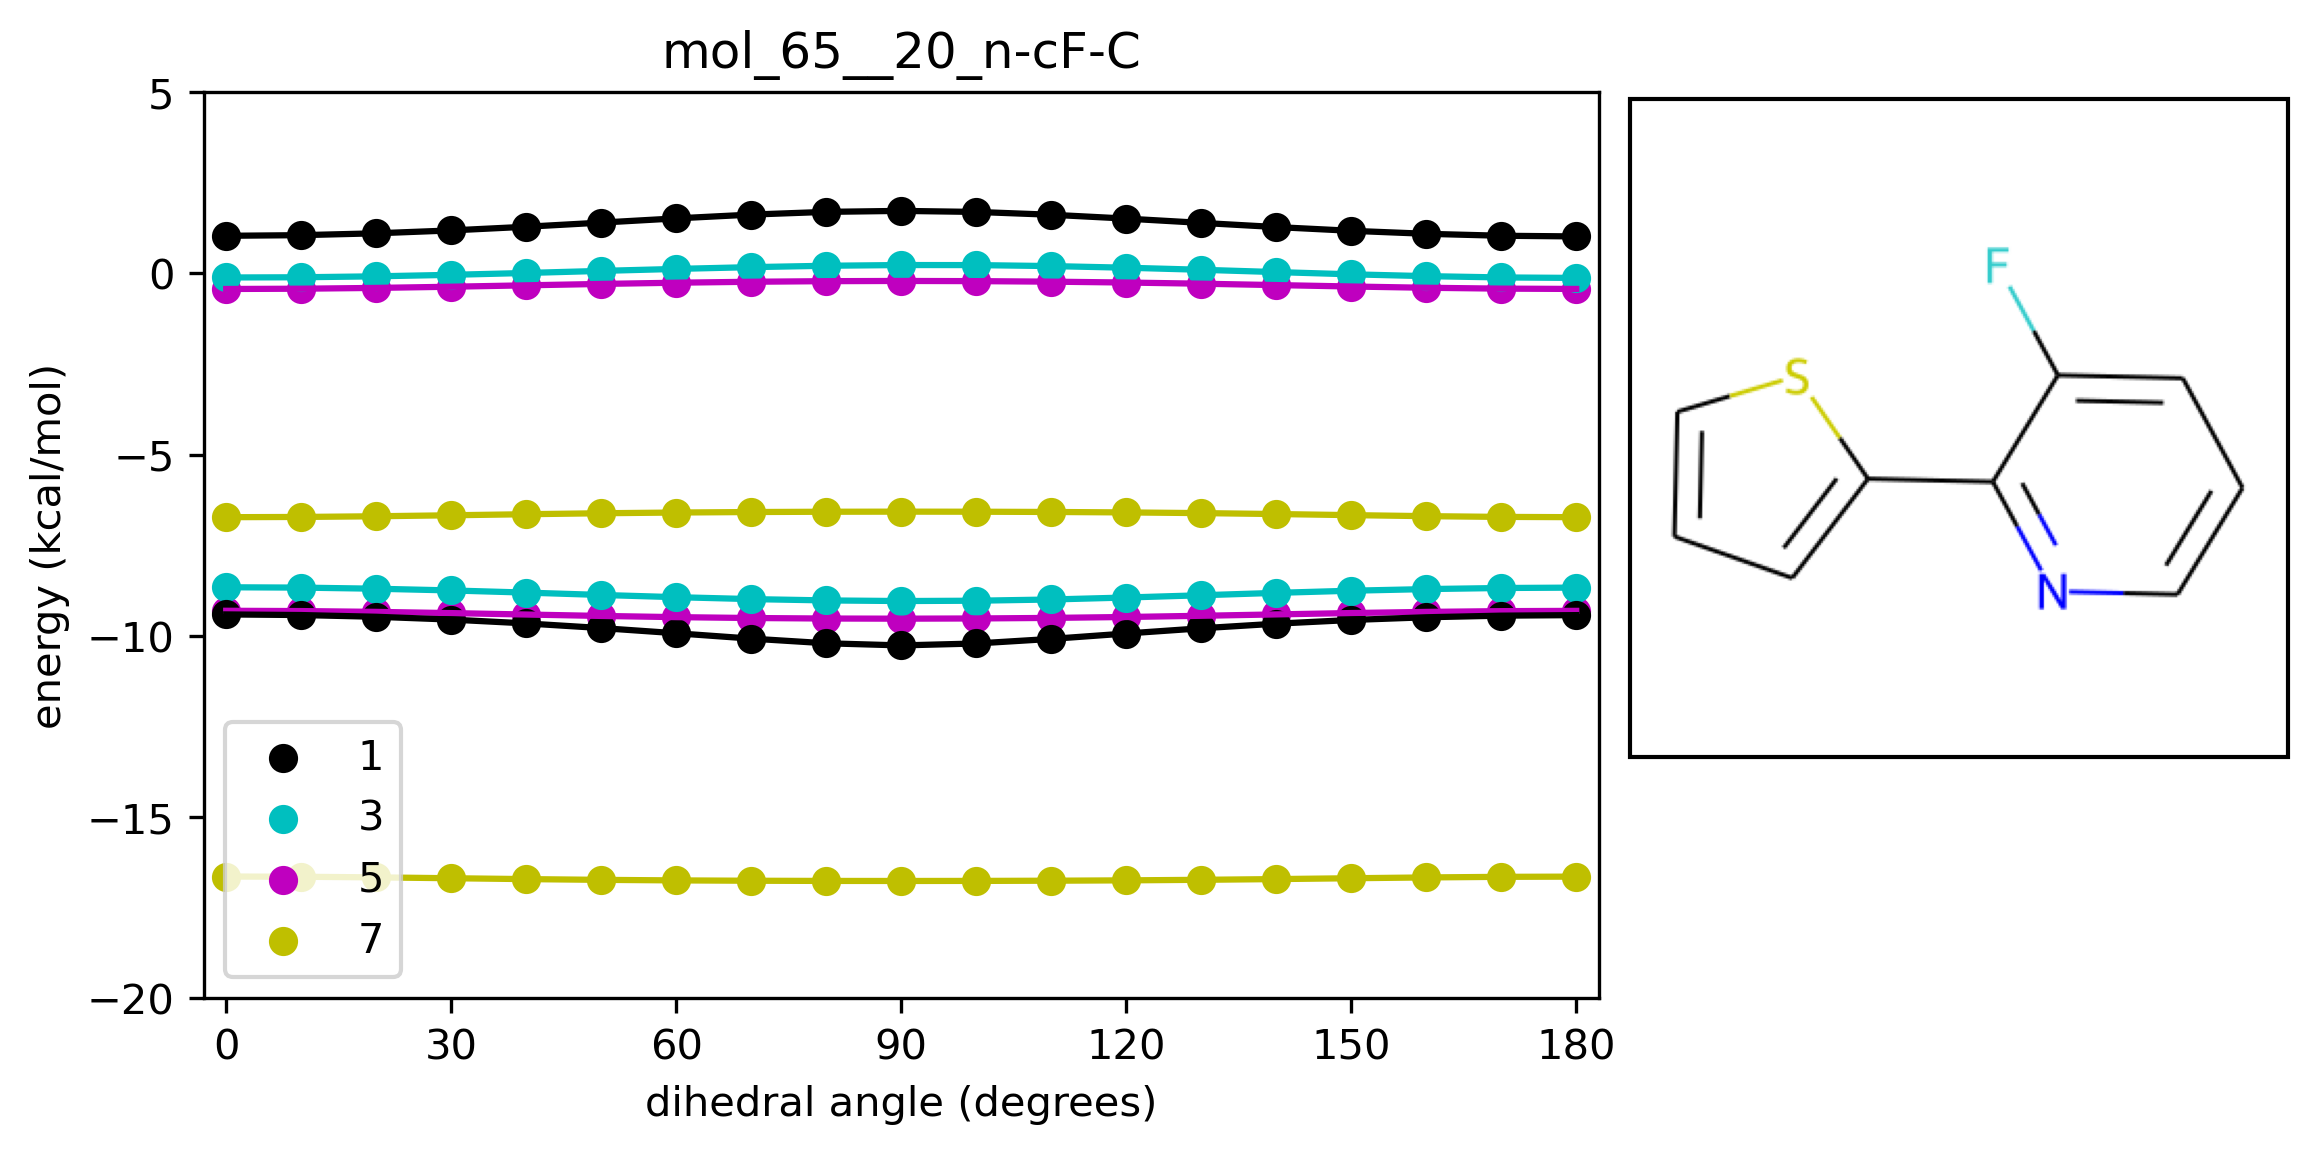 mol_65__20_n-cF-C
5
0
−5
−10
−15
−20
energy (kcal/mol)
0 30 60 90 120 150 180
dihedral angle (degrees)
1
3
5
7
F
S
N